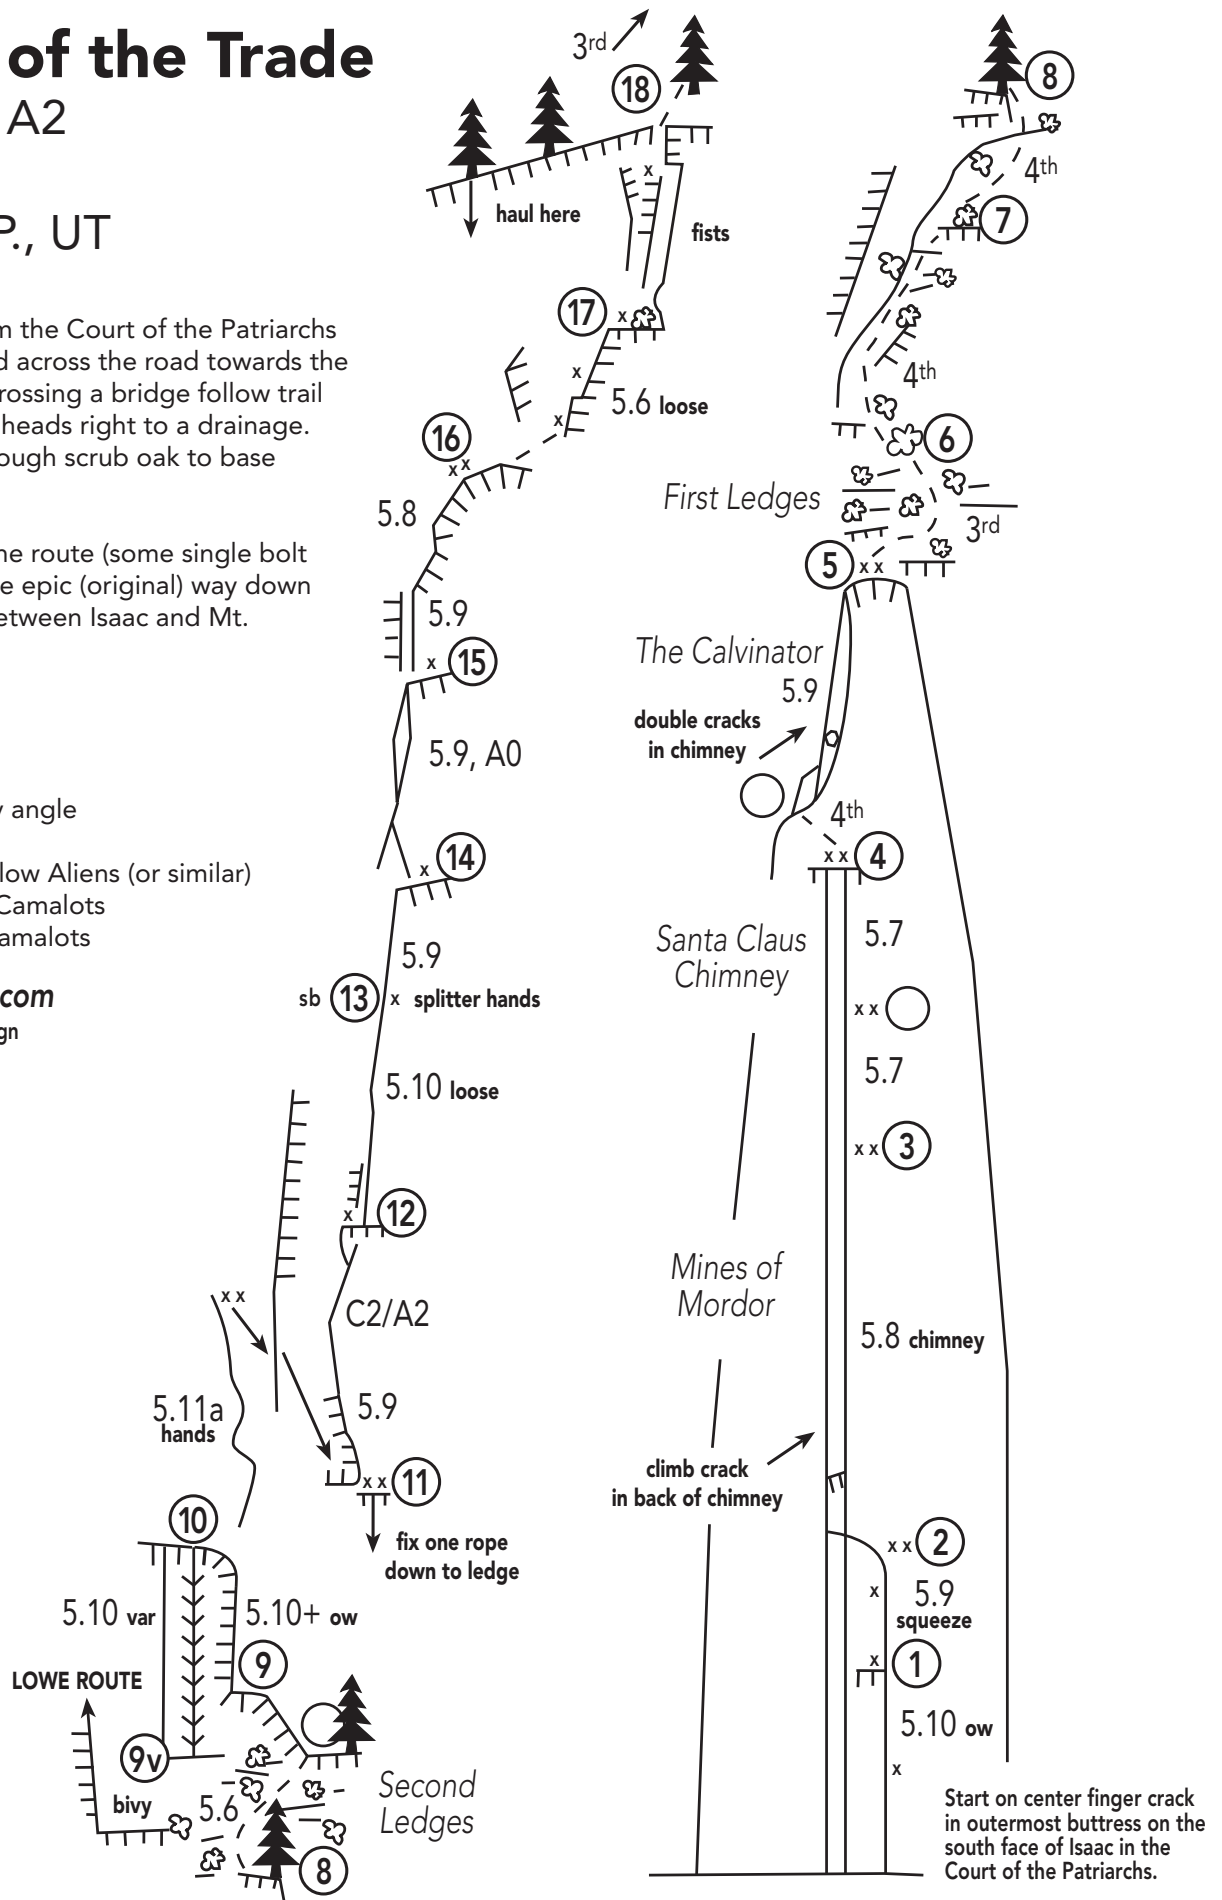 of the Trade
A2
P., UT
m the Court of the Patriarchs
d across the road towards the
rossing a bridge follow trail
heads right to a drainage.
ough scrub oak to base
he route (some single bolt
e epic (original) way down
etween Isaac and Mt.
y angle
low Aliens (or similar)
Camalots
amalots
com
gn
3rd
18
haul here
x
fists
17
x
x
5.6 loose
x
16
x x
5.8
5.9
x
15
5.9, A0
14
x
5.9
sb 13 x splitter hands
5.10 loose
x
12
x x
C2/A2
5.11a
hands
5.9
x x 11
fix one rope
down to ledge
10
5.10 var
5.10+ ow
9
LOWE ROUTE
9v
bivy
5.6
Second
Ledges
8
8
4th
7
4th
6
First Ledges
3rd
5 x x
The Calvinator
5.9
double cracks
in chimney
4th
x x 4
Santa Claus
Chimney
5.7
x x
5.7
x x 3
Mines of
Mordor
5.8 chimney
climb crack
in back of chimney
x x 2
x
5.9
squeeze
x
1
5.10 ow
x
Start on center finger crack
in outermost buttress on the
south face of Isaac in the
Court of the Patriarchs.